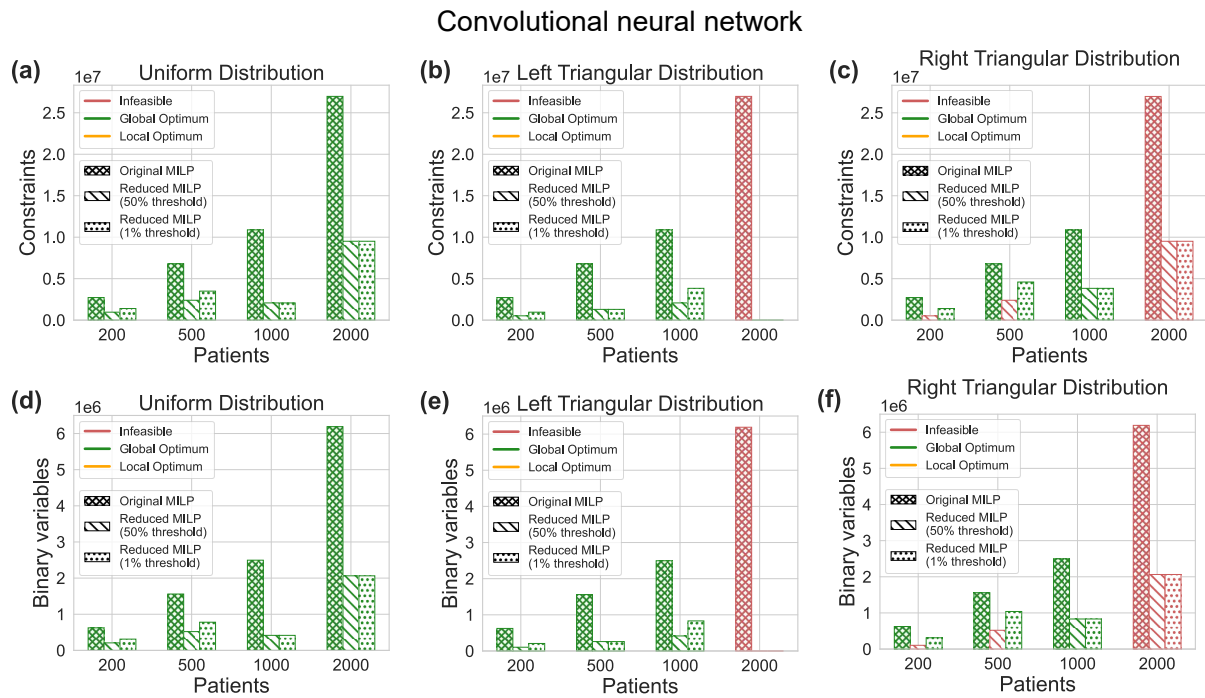 Convolutional neural network
(a)
1e7
Uniform Distribution
Constraints
2.5
2.0
1.5
1.0
0.5
0.0
Infeasible
Global Optimum
Local Optimum
Original MILP
Reduced MILP
(50% threshold)
Reduced MILP
(1% threshold)
200
500
1000
2000
Patients
(b)
1e7
Left Triangular Distribution
Constraints
2.5
2.0
1.5
1.0
0.5
0.0
Infeasible
Global Optimum
Local Optimum
Original MILP
Reduced MILP
(50% threshold)
Reduced MILP
(1% threshold)
200
500
1000
2000
Patients
(c)
1e7
Right Triangular Distribution
Constraints
2.5
2.0
1.5
1.0
0.5
0.0
Infeasible
Global Optimum
Local Optimum
Original MILP
Reduced MILP
(50% threshold)
Reduced MILP
(1% threshold)
200
500
1000
2000
Patients
(d)
1e6
Uniform Distribution
Binary variables
6
5
4
3
2
1
0
Infeasible
Global Optimum
Local Optimum
Original MILP
Reduced MILP
(50% threshold)
Reduced MILP
(1% threshold)
200
500
1000
2000
Patients
(e)
1e6
Left Triangular Distribution
Binary variables
6
5
4
3
2
1
0
Infeasible
Global Optimum
Local Optimum
Original MILP
Reduced MILP
(50% threshold)
Reduced MILP
(1% threshold)
200
500
1000
2000
Patients
(f)
1e6
Right Triangular Distribution
Binary variables
6
5
4
3
2
1
0
Infeasible
Global Optimum
Local Optimum
Original MILP
Reduced MILP
(50% threshold)
Reduced MILP
(1% threshold)
200
500
1000
2000
Patients